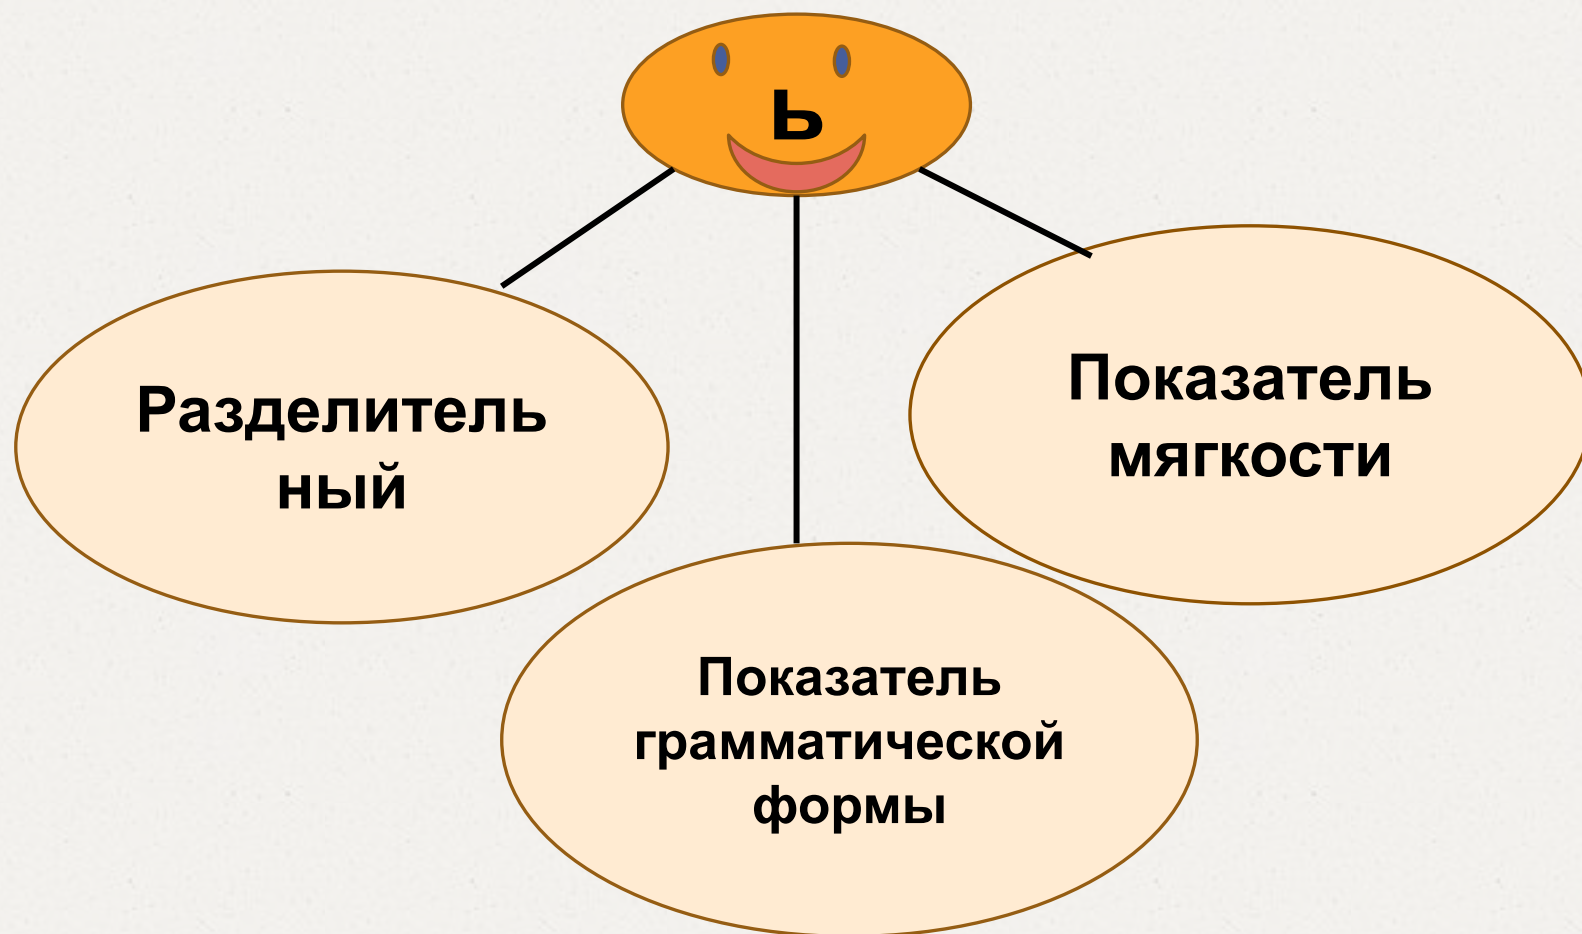 ь
Разделитель
ный
Показатель
мягкости
Показатель
грамматической
формы